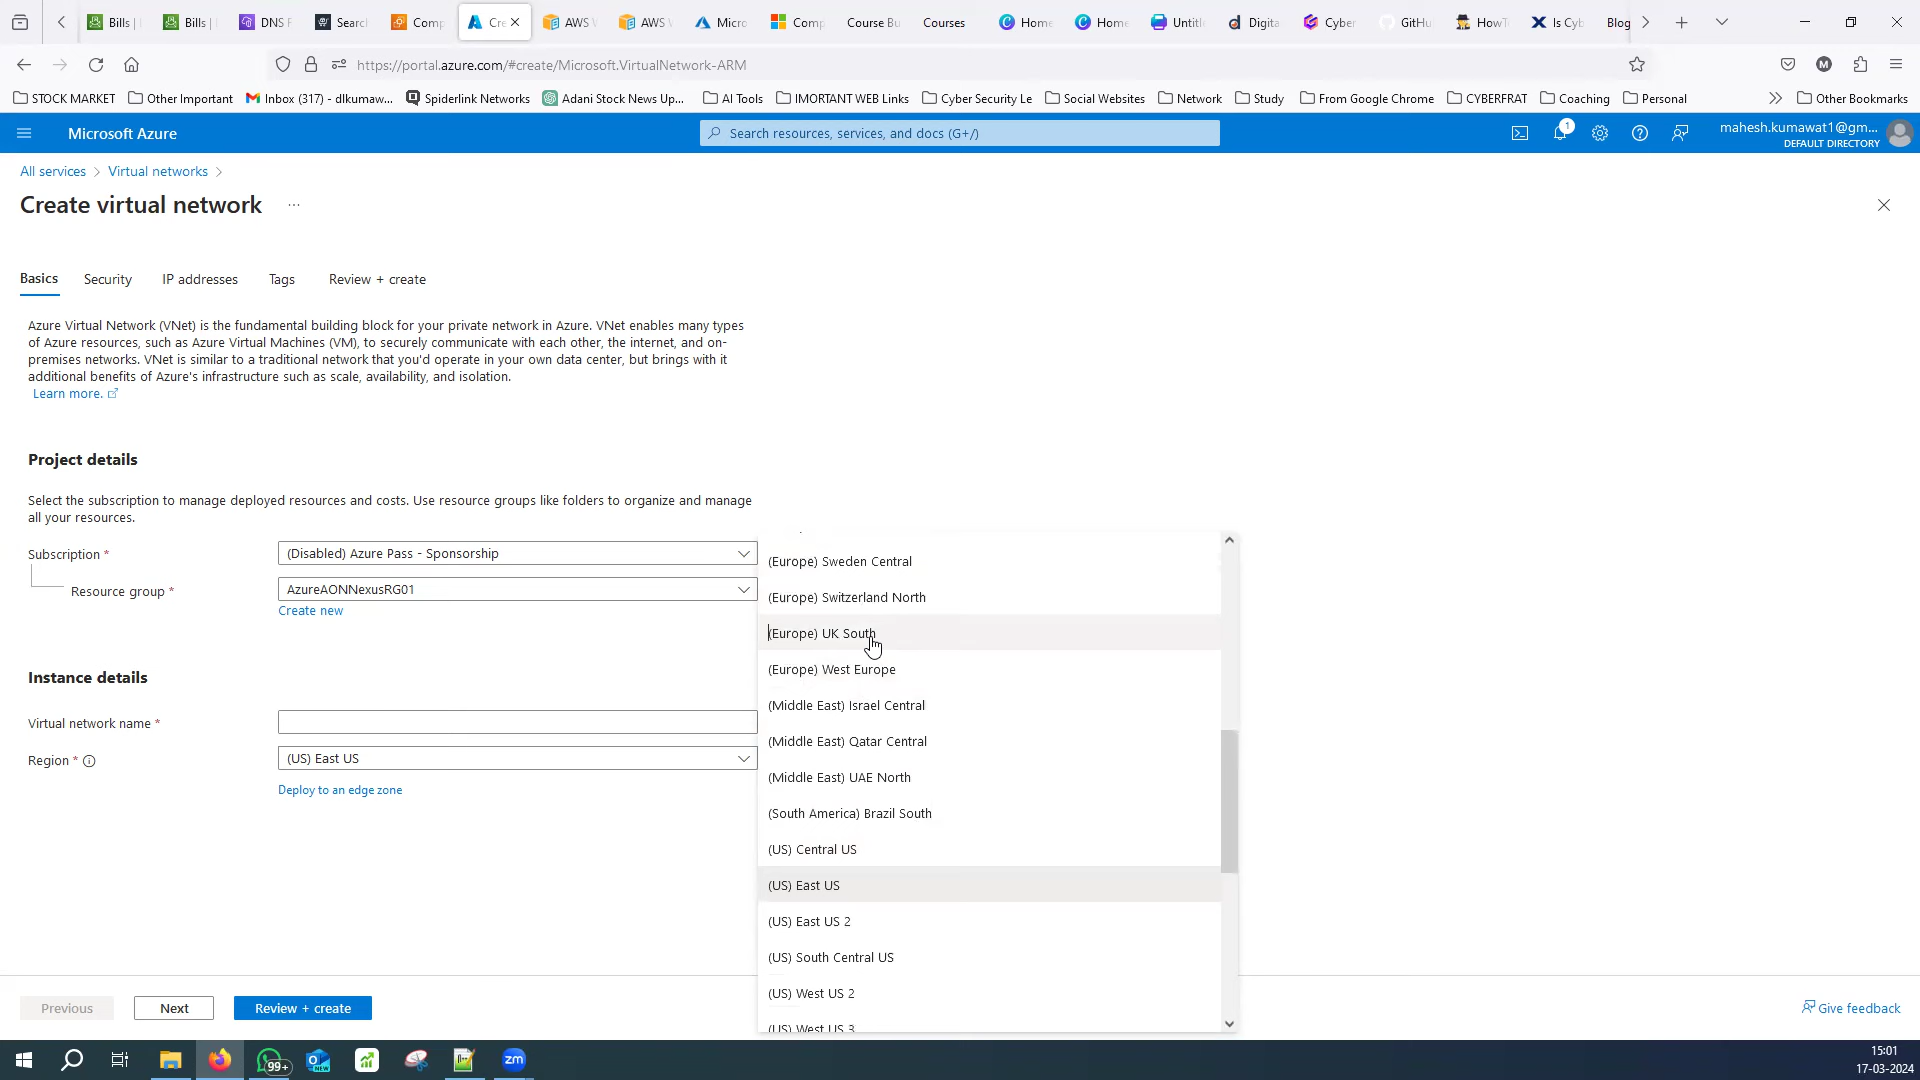 Bills |
Bills |
DNS F
Searc
Comp
Cre
AWS V
AWS V
Micro
Comp
Course Bu
Courses
Home
Home
Untitle
Digita
Cyber
GitHu
HowT
Is Cyb
Blog
https://portal.azure.com/#create/Microsoft.VirtualNetwork-ARM
M
STOCK MARKET
Other Important
Inbox (317) - dlkumaw...
Spiderlink Networks
Adani Stock News Up...
AI Tools
IMORTANT WEB Links
Cyber Security Le
Social Websites
Network
Study
From Google Chrome
CYBERFRAT
Coaching
Personal
Other Bookmarks
Microsoft Azure
Search resources, services, and docs (G+/)
1
mahesh.kumawat1@gm...
DEFAULT DIRECTORY
All services > Virtual networks >
Create virtual network ...
Basics
Security
IP addresses
Tags
Review + create
Azure Virtual Network (VNet) is the fundamental building block for your private network in Azure. VNet enables many types
of Azure resources, such as Azure Virtual Machines (VM), to securely communicate with each other, the internet, and on-
premises networks. VNet is similar to a traditional network that you'd operate in your own data center, but brings with it
additional benefits of Azure's infrastructure such as scale, availability, and isolation.
Learn more.
Project details
Select the subscription to manage deployed resources and costs. Use resource groups like folders to organize and manage
all your resources.
Subscription *
(Disabled) Azure Pass - Sponsorship
Resource group *
AzureAONNexusRG01
Create new
Instance details
Virtual network name *
Region *
(US) East US
Deploy to an edge zone
(Europe) Sweden Central
(Europe) Switzerland North
(Europe) UK South
(Europe) West Europe
(Middle East) Israel Central
(Middle East) Qatar Central
(Middle East) UAE North
(South America) Brazil South
(US) Central US
(US) East US
(US) East US 2
(US) South Central US
(US) West US 2
(US) West US 3
Previous
Next
Review + create
Give feedback
99+
NEW
zm
15:01
17-03-2024